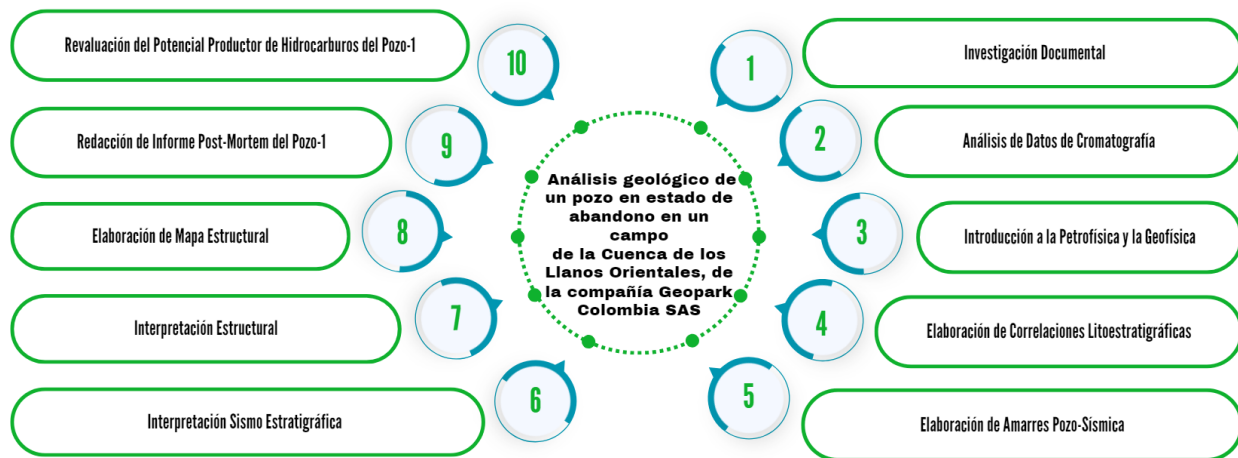 Análisis geológico de
un pozo en estado de
abandono en un
campo
de la Cuenca de los
Llanos Orientales, de
la compañía Geopark
Colombia SAS
1
Investigación Documental
2
Análisis de Datos de Cromatografía
3
Introducción a la Petrofísica y la Geofísica
4
Elaboración de Correlaciones Litoestratigráficas
5
Elaboración de Amarres Pozo-Sísmica
6
Interpretación Sismo Estratigráfica
7
Interpretación Estructural
8
Elaboración de Mapa Estructural
9
Redacción de Informe Post-Mortem del Pozo-1
10
Revaluación del Potencial Productor de Hidrocarburos del Pozo-1